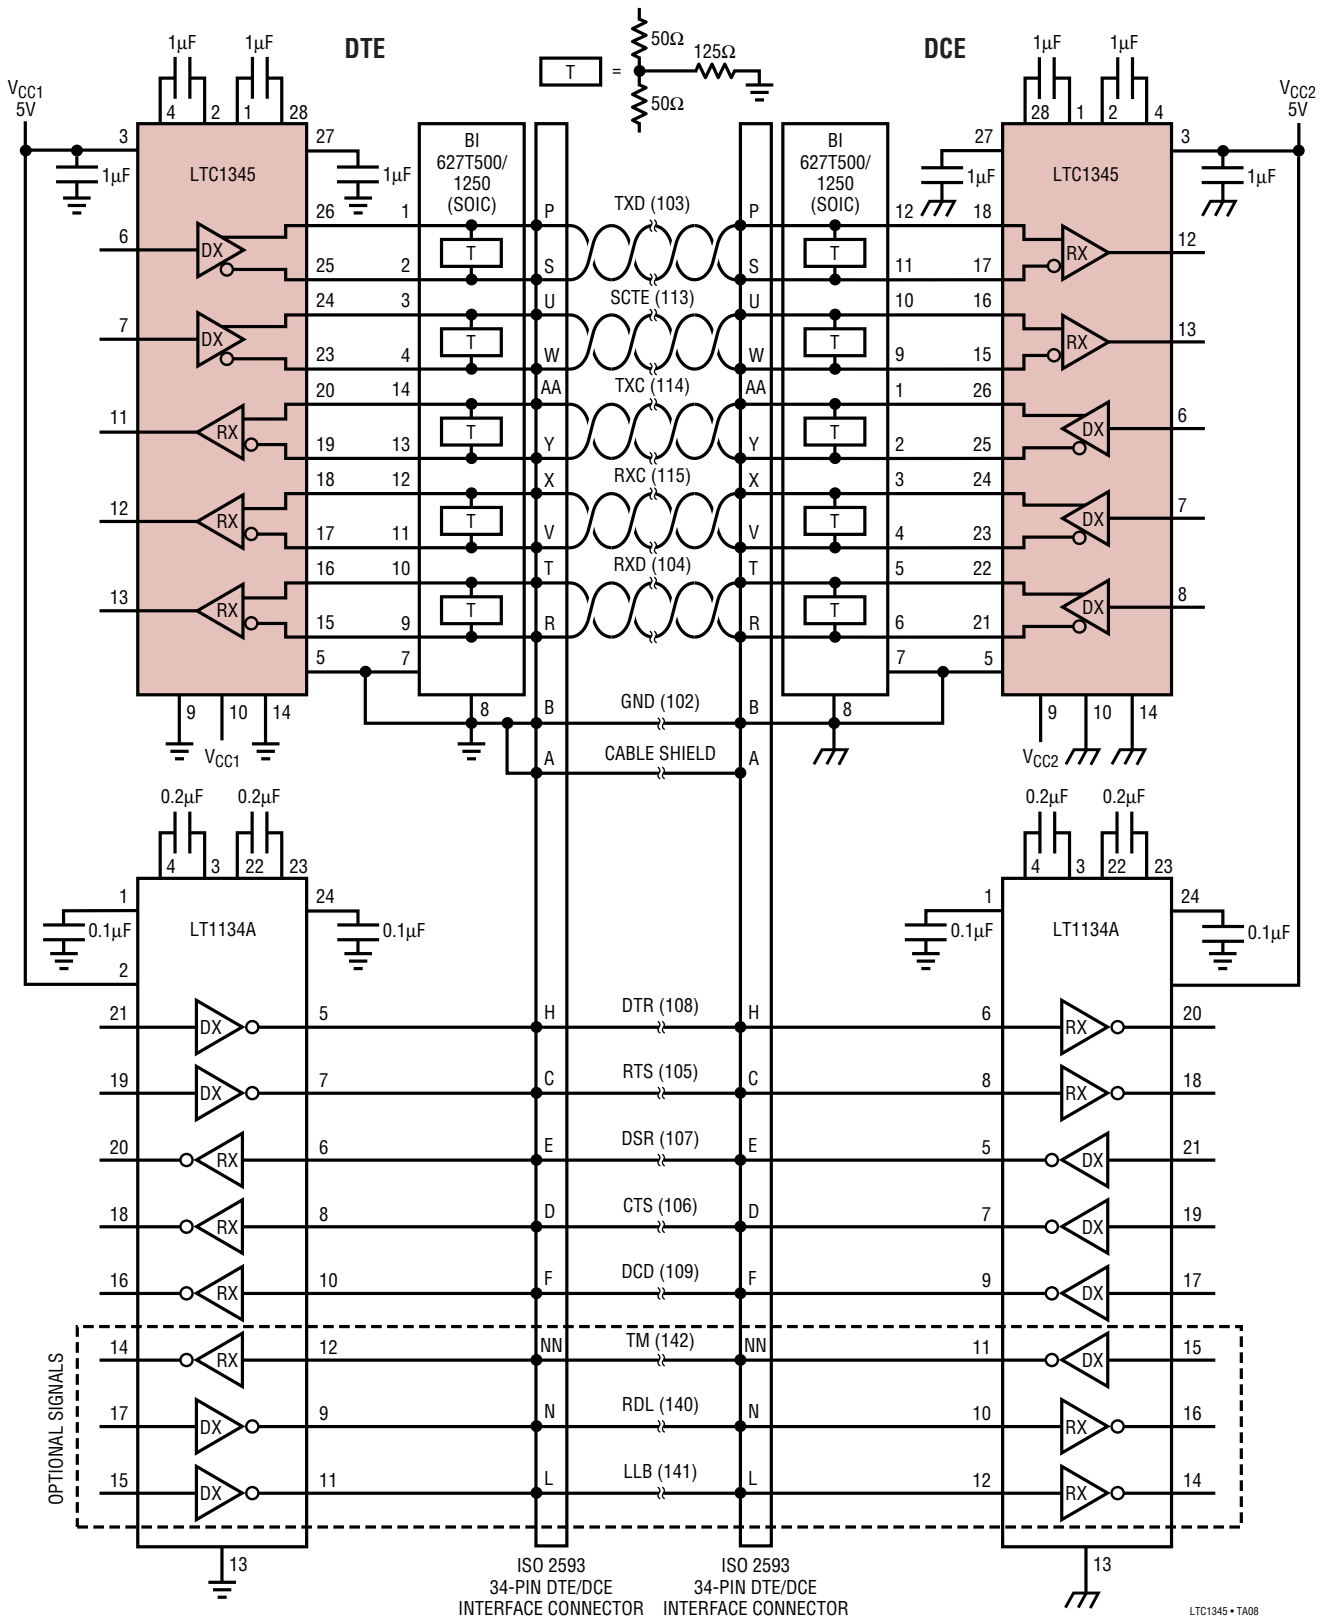 DTE
DCE
50Ω
125Ω
T =
50Ω
1µF 1µF
1µF 1µF
VCC1
5V
VCC2
5V
4 2 1 28
28 1 2 4
3 27
27 3
1µF 1µF
1µF 1µF
LTC1345
BI
627T500/
1250
(SOIC)
BI
627T500/
1250
(SOIC)
LTC1345
26 1 P TXD (103) P 12 18
6 DX T T RX 12
25 2 S S 11 17
24 3 U SCTE (113) U 10 16
7 DX T T RX 13
23 4 W W 9 15
20 14 AA TXC (114) AA 1 26
11 RX T T DX 6
19 13 Y Y 2 25
18 12 X RXC (115) X 3 24
12 RX T T DX 7
17 11 V V 4 23
16 10 T RXD (104) T 5 22
13 RX T T DX 8
15 9 R R 6 21
5 7 7 5
9 10 14 8 B GND (102) B 8 9 10 14
VCC1 A CABLE SHIELD A VCC2
0.2µF 0.2µF
0.2µF 0.2µF
4 3 22 23
4 3 22 23
1 24
1 24
0.1µF LT1134A 0.1µF
0.1µF LT1134A 0.1µF
2
21 DX 5 H DTR (108) H 6 RX 20
19 DX 7 C RTS (105) C 8 RX 18
20 RX 6 E DSR (107) E 5 DX 21
18 RX 8 D CTS (106) D 7 DX 19
16 RX 10 F DCD (109) F 9 DX 17
OPTIONAL SIGNALS
14 RX 12 NN TM (142) NN 11 DX 15
17 DX 9 N RDL (140) N 10 RX 16
15 DX 11 L LLB (141) L 12 RX 14
13
13
ISO 2593
34-PIN DTE/DCE
INTERFACE CONNECTOR
ISO 2593
34-PIN DTE/DCE
INTERFACE CONNECTOR
LTC1345 • TA08